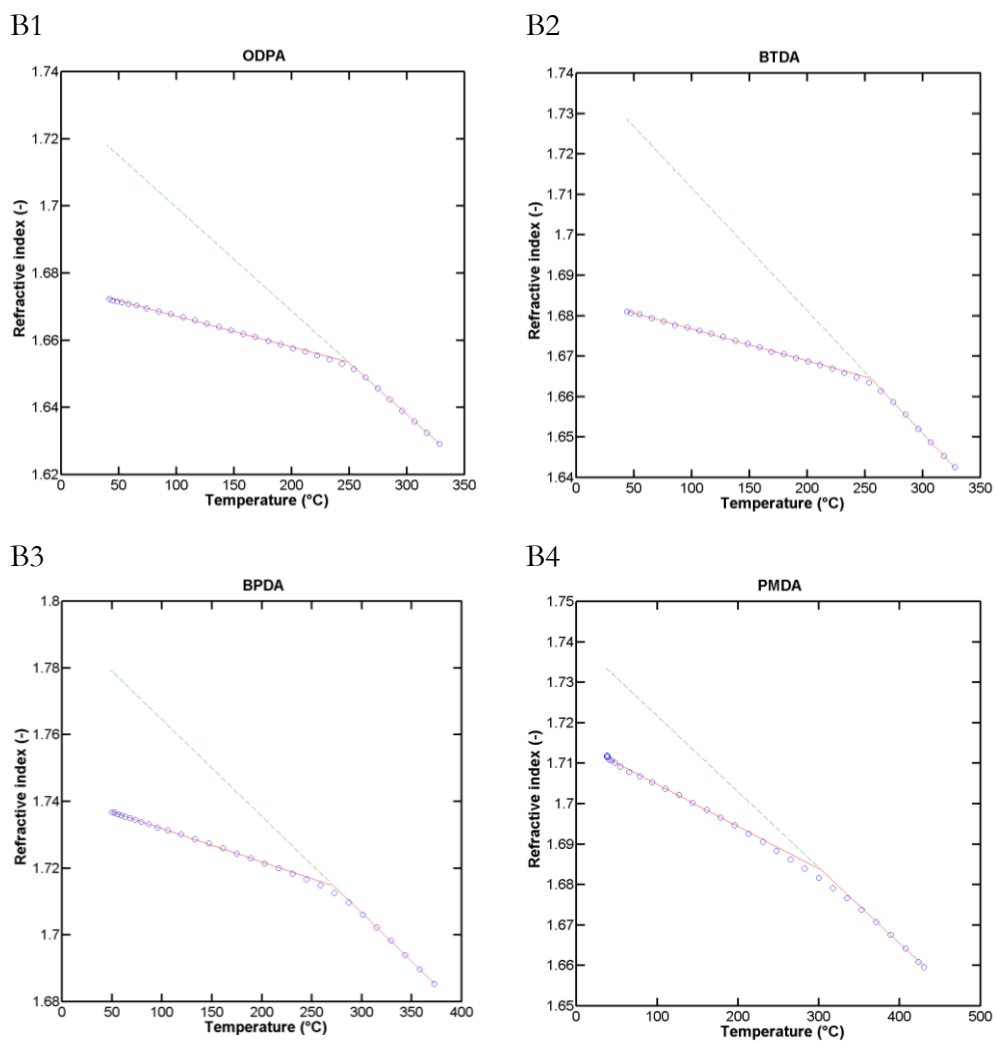 B1
ODPA
1.74
1.72
1.7
1.68
1.66
1.64
1.62
Refractive index (-)
0 50 100 150 200 250 300 350
Temperature (°C)
B2
BTDA
1.74
1.73
1.72
1.71
1.7
1.69
1.68
1.67
1.66
1.65
1.64
Refractive index (-)
0 50 100 150 200 250 300 350
Temperature (°C)
B3
BPDA
1.8
1.78
1.76
1.74
1.72
1.7
1.68
Refractive index (-)
0 50 100 150 200 250 300 350 400
Temperature (°C)
B4
PMDA
1.75
1.74
1.73
1.72
1.71
1.7
1.69
1.68
1.67
1.66
1.65
Refractive index (-)
0 100 200 300 400 500
Temperature (°C)